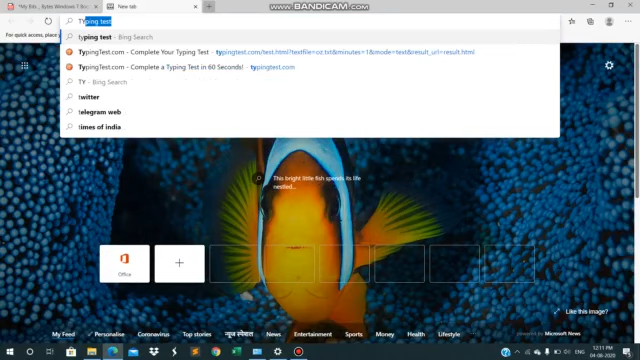 WWW.BANDICAM.COM
My Bits , Bytes Windows 7 Boo
New tab
TYping test
For quick access, place y
typing test - Bing Search
TypingTest.com - Complete Your Typing Test - typingtest.com/test.html?textfile=oz.txt&minutes=1&mode=text&result_url=result.html
TypingTest.com - Complete a Typing Test in 60 Seconds! - typingtest.com
TY - Bing Search
twitter
telegram web
times of india
This bright little fish spends its life
nestled...
Office
Like this image?
My Feed
Personalise
Coronavirus
Top stories
न्यूज स्पेशल
News
Entertainment
Sports
Money
Health
Lifestyle
powered by Microsoft News
12:11 PM
04-08-2020